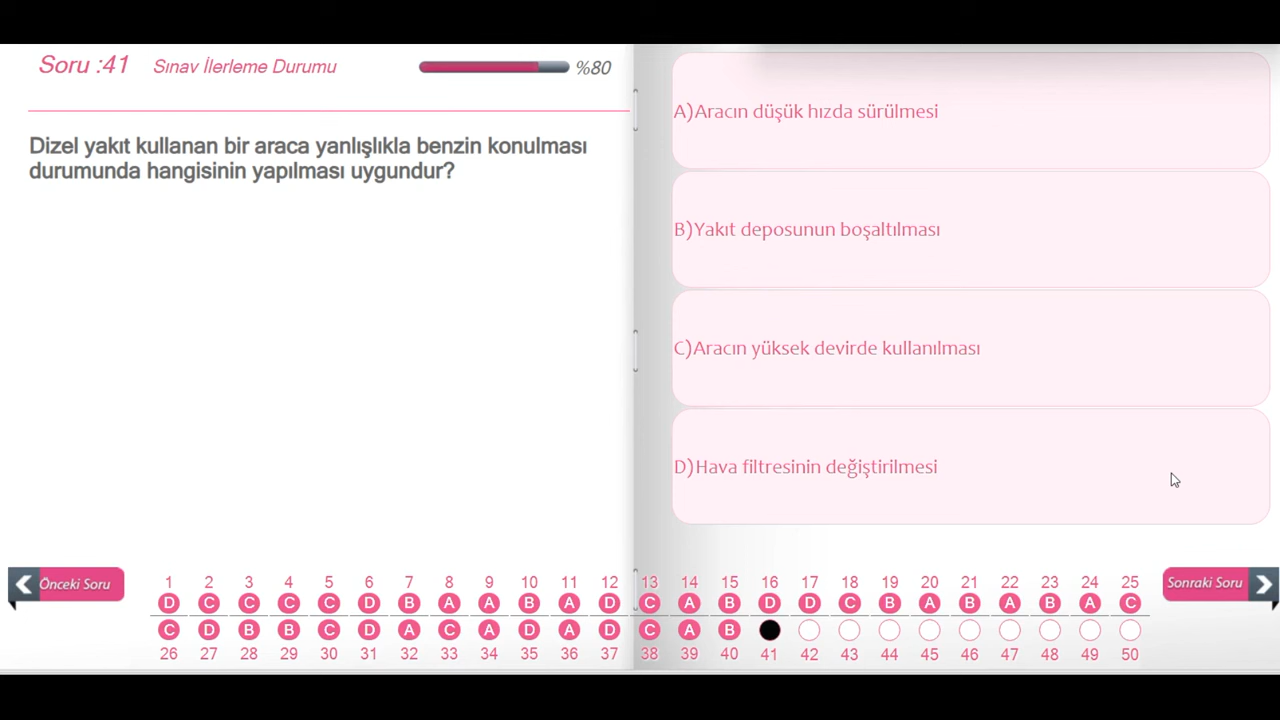 Soru :41 Sınav İlerleme Durumu %80
Dizel yakıt kullanan bir araca yanlışlıkla benzin konulması
durumunda hangisinin yapılması uygundur?
A)Aracın düşük hızda sürülmesi
B)Yakıt deposunun boşaltılması
C)Aracın yüksek devirde kullanılması
D)Hava filtresinin değiştirilmesi
Önceki Soru
1 2 3 4 5 6 7 8 9 10 11 12 13 14 15 16 17 18 19 20 21 22 23 24 25
D C C C C D B A A B A D C A B D D C B A B A B A C
C D B B C D A C A D A D C A B
26 27 28 29 30 31 32 33 34 35 36 37 38 39 40 41 42 43 44 45 46 47 48 49 50
Sonraki Soru